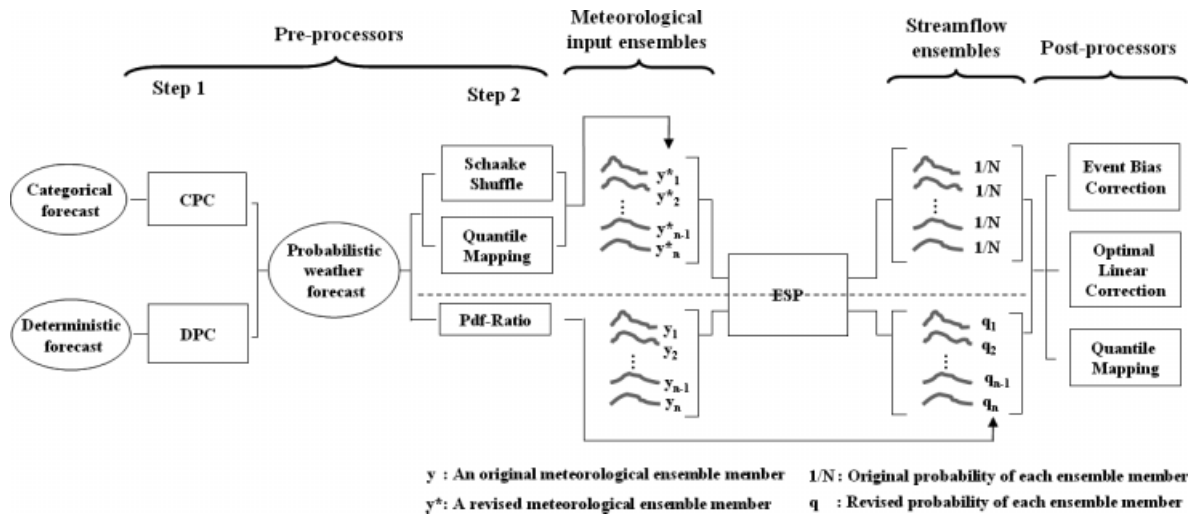 Pre-processors
Meteorological
input ensembles
Streamflow
ensembles
Post-processors
Step 1
Step 2
Categorical
forecast
CPC
Deterministic
forecast
DPC
Probabilistic
weather
forecast
Schaake
Shuffle
Quantile
Mapping
Pdf-Ratio
y*1
y*2
⋮
y*n-1
y*n
y1
y2
⋮
yn-1
yn
ESP
1/N
1/N
⋮
1/N
1/N
q1
q2
⋮
qn-1
qn
Event Bias
Correction
Optimal
Linear
Correction
Quantile
Mapping
y : An original meteorological ensemble member
1/N : Original probability of each ensemble member
y*: A revised meteorological ensemble member
q : Revised probability of each ensemble member